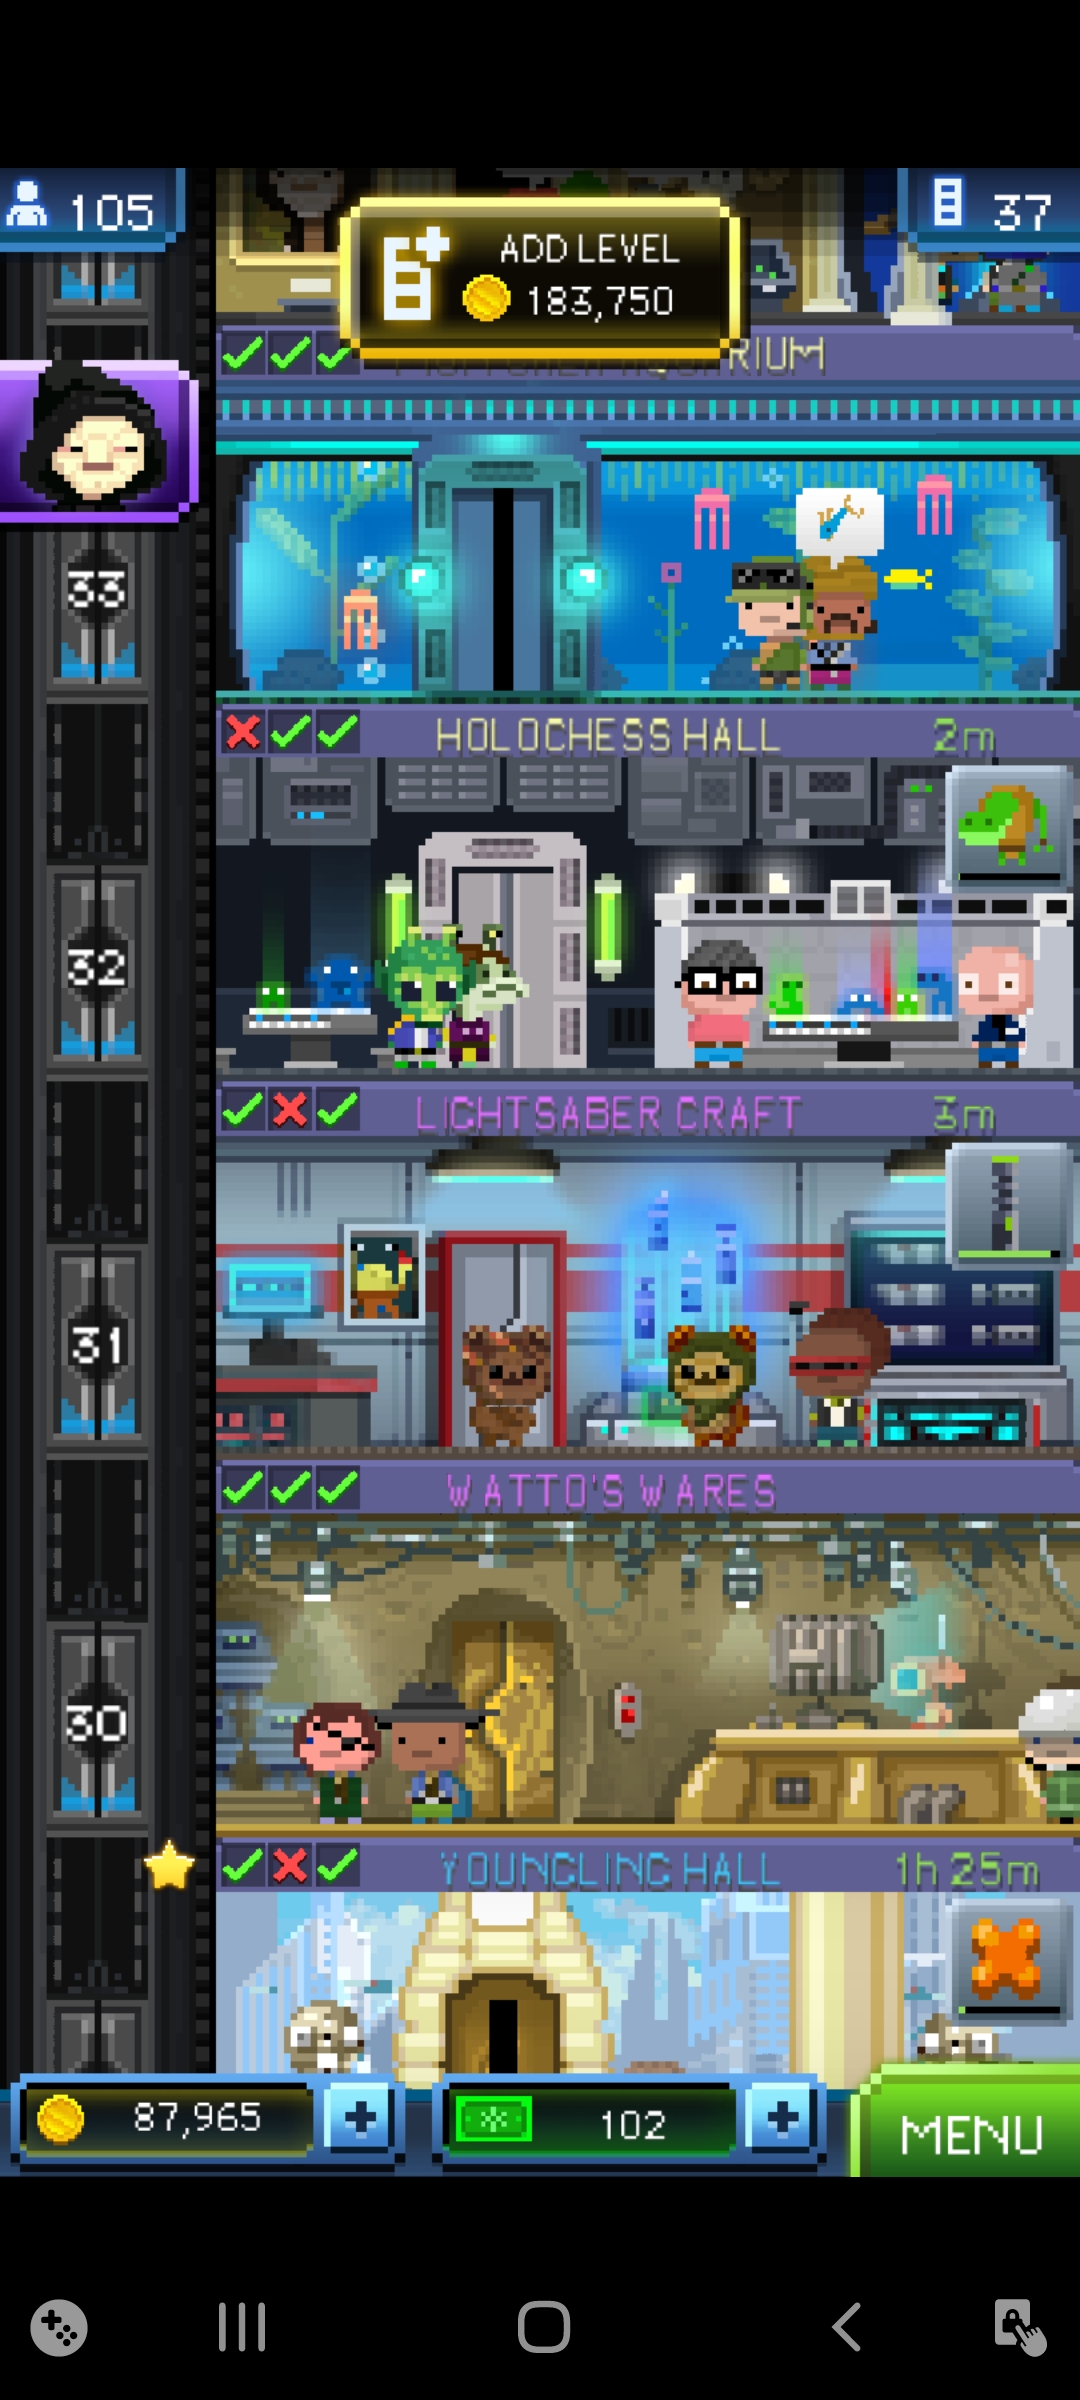 105
ADD LEVEL
183,750
37
RIUM
33
HOLOCHESS HALL
2m
32
LIGHTSABER CRAFT
3m
31
WATTO'S WARES
30
YOUNGLING HALL
1h 25m
87,965
102
MENU